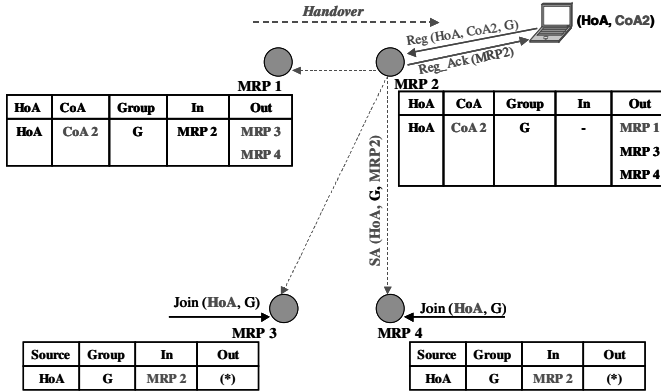 Handover
Reg (HoA, CoA2, G)
(HoA, CoA2)
Reg_Ack (MRP2)
MRP 1
MRP 2
HoA CoA Group In Out
HoA CoA 2 G MRP 2 MRP 3
MRP 4
HoA CoA Group In Out
HoA CoA 2 G - MRP 1
MRP 3
MRP 4
SA (HoA, G, MRP2)
Join (HoA, G)
MRP 3
Join (HoA, G)
MRP 4
Source Group In Out
HoA G MRP 2 (*)
Source Group In Out
HoA G MRP 2 (*)